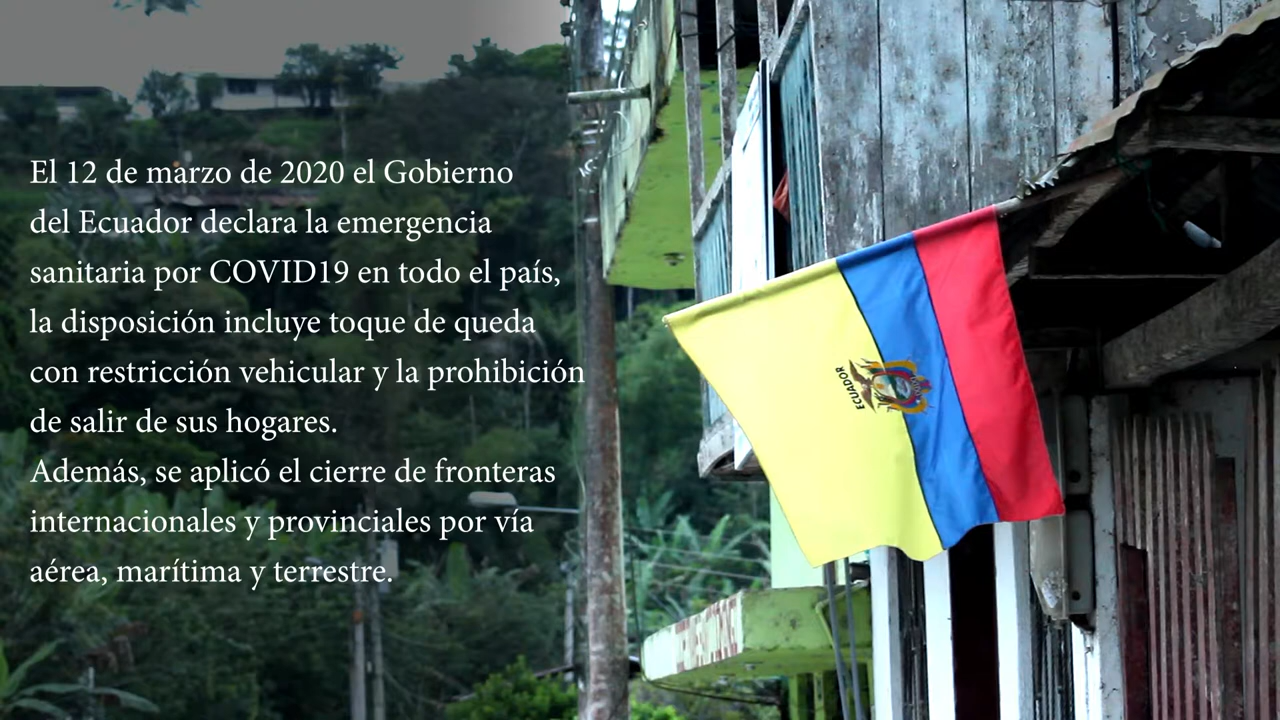 El 12 de marzo de 2020 el Gobierno
del Ecuador declara la emergencia
sanitaria por COVID19 en todo el país,
la disposición incluye toque de queda
con restricción vehicular y la prohibición
de salir de sus hogares.
Además, se aplicó el cierre de fronteras
internacionales y provinciales por vía
aérea, marítima y terrestre.
ECUADOR